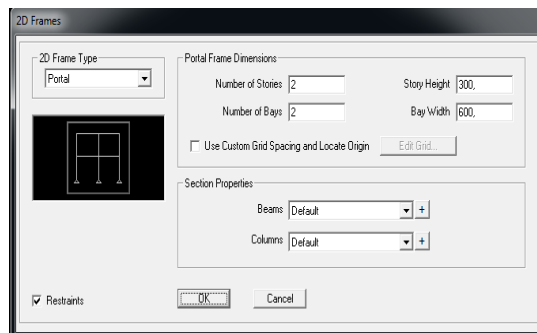 2D Frames
2D Frame Type
Portal
Portal Frame Dimensions
Number of Stories 2
Story Height 300,
Number of Bays 2
Bay Width 600,
Use Custom Grid Spacing and Locate Origin
Edit Grid...
Section Properties
Beams Default +
Columns Default +
Restraints
OK
Cancel